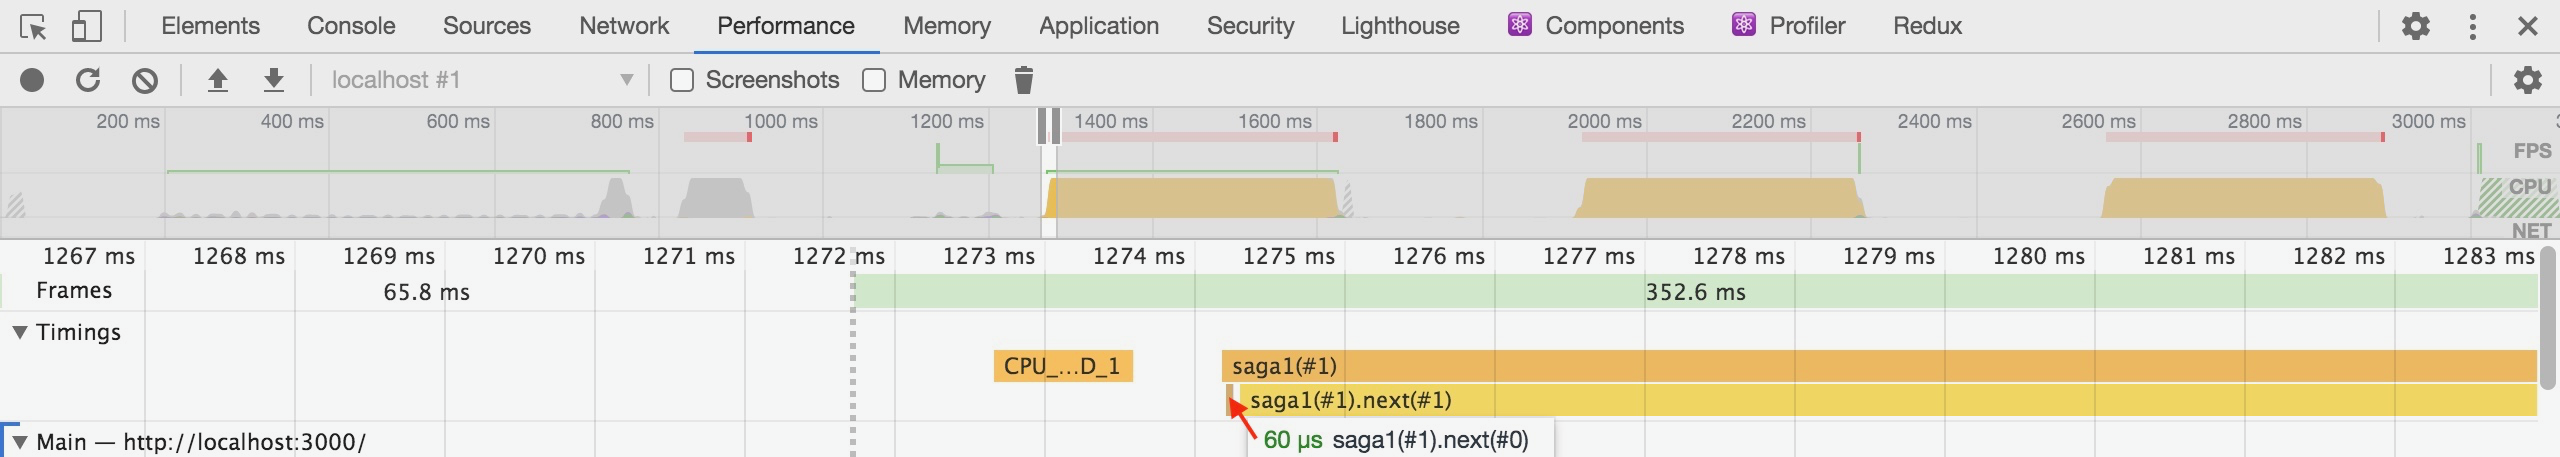 Elements Console Sources Network Performance Memory Application Security Lighthouse Components Profiler Redux
localhost #1 Screenshots Memory
200 ms 400 ms 600 ms 800 ms 1000 ms 1200 ms 1400 ms 1600 ms 1800 ms 2000 ms 2200 ms 2400 ms 2600 ms 2800 ms 3000 ms
FPS
CPU
NET
1267 ms 1268 ms 1269 ms 1270 ms 1271 ms 1272 ms 1273 ms 1274 ms 1275 ms 1276 ms 1277 ms 1278 ms 1279 ms 1280 ms 1281 ms 1282 ms 1283 ms
Frames 65.8 ms 352.6 ms
Timings
CPU_...D_1 saga1(#1)
saga1(#1).next(#1)
Main — http://localhost:3000/ 60 µs saga1(#1).next(#0)